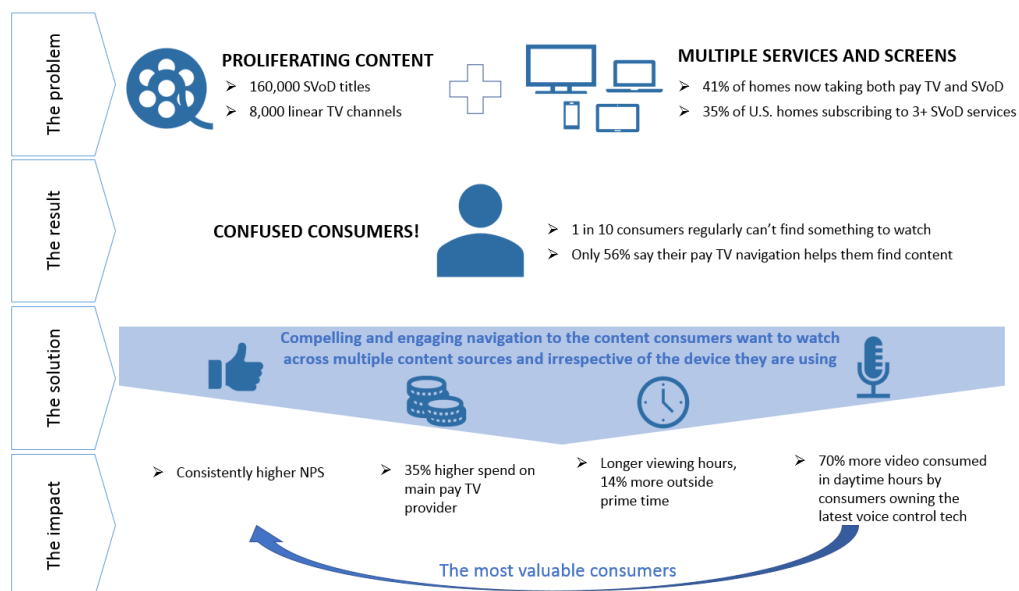 The problem
PROLIFERATING CONTENT
➢ 160,000 SVoD titles
➢ 8,000 linear TV channels
MULTIPLE SERVICES AND SCREENS
➢ 41% of homes now taking both pay TV and SVoD
➢ 35% of U.S. homes subscribing to 3+ SVoD services
The result
CONFUSED CONSUMERS!
➢ 1 in 10 consumers regularly can’t find something to watch
➢ Only 56% say their pay TV navigation helps them find content
The solution
Compelling and engaging navigation to the content consumers want to watch
across multiple content sources and irrespective of the device they are using
The impact
➢ Consistently higher NPS
➢ 35% higher spend on
main pay TV
provider
➢ Longer viewing hours,
14% more outside
prime time
➢ 70% more video consumed
in daytime hours by
consumers owning the
latest voice control tech
The most valuable consumers